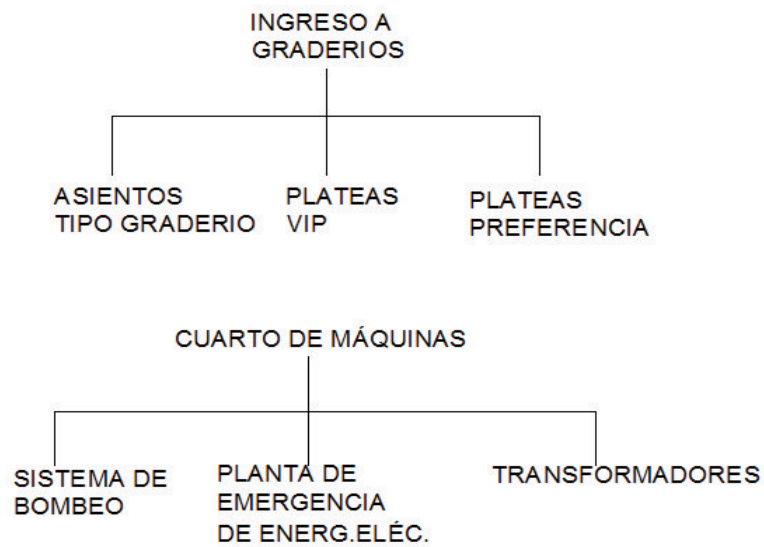 INGRESO A
GRADERIOS
ASIENTOS
TIPO GRADERIO
PLATEAS
VIP
PLATEAS
PREFERENCIA
CUARTO DE MÁQUINAS
SISTEMA DE
BOMBEO
PLANTA DE
EMERGENCIA
DE ENERG.ELÉC.
TRANSFORMADORES